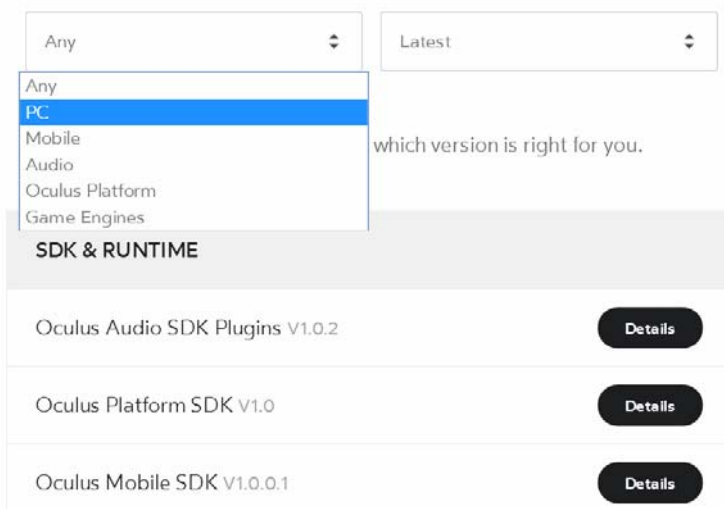 Any
Latest
Any
PC
Mobile
which version is right for you.
Audio
Oculus Platform
Game Engines
SDK & RUNTIME
Oculus Audio SDK Plugins V1.0.2
Details
Oculus Platform SDK V1.0
Details
Oculus Mobile SDK V1.0.0.1
Details